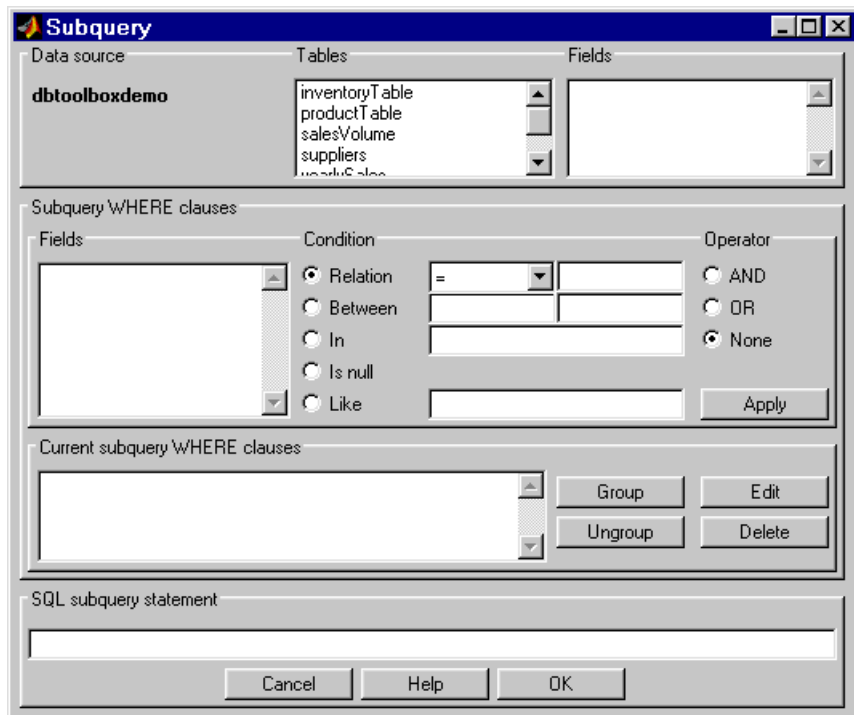 Subquery
Data source
Tables
Fields
dbtoolboxdemo
inventoryTable
productTable
salesVolume
suppliers
yearlySales
Subquery WHERE clauses
Fields
Condition
Operator
Relation
=
AND
Between
OR
In
None
Is null
Like
Apply
Current subquery WHERE clauses
Group
Edit
Ungroup
Delete
SQL subquery statement
Cancel
Help
OK